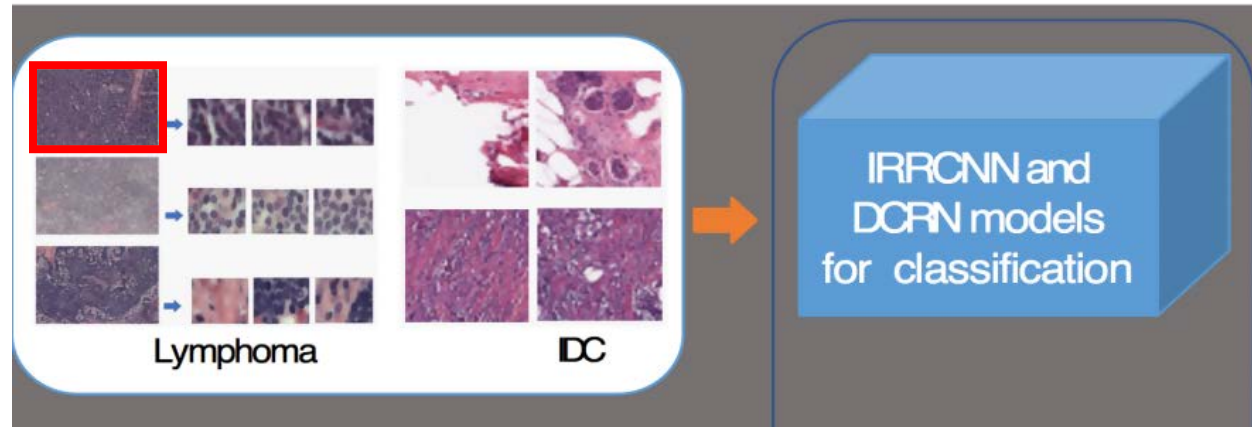 Lymphoma
IDC
IRRCNN and
DCRN models
for classification